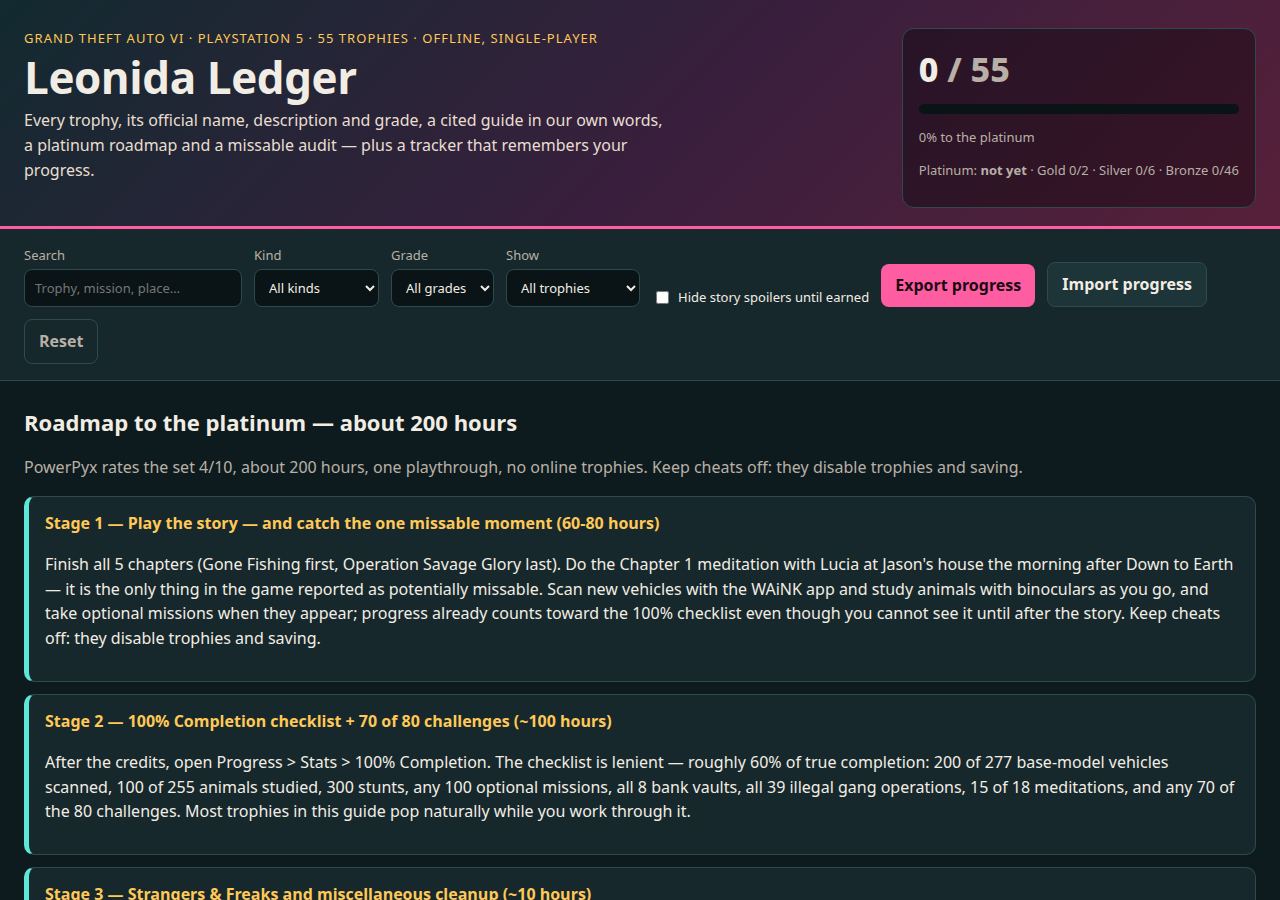 GRAND THEFT AUTO VI · PLAYSTATION 5 · 55 TROPHIES · OFFLINE, SINGLE-PLAYER
Leonida Ledger
Every trophy, its official name, description and grade, a cited guide in our own words,
a platinum roadmap and a missable audit — plus a tracker that remembers your
progress.
0 / 55
0% to the platinum
Platinum: not yet · Gold 0/2 · Silver 0/6 · Bronze 0/46
Search
Kind
Grade
Show
Trophy, mission, place...
All kinds
All grades
All trophies
Hide story spoilers until earned
Export progress
Import progress
Reset
Roadmap to the platinum — about 200 hours
PowerPyx rates the set 4/10, about 200 hours, one playthrough, no online trophies. Keep cheats off: they disable trophies and saving.
Stage 1 — Play the story — and catch the one missable moment (60-80 hours)
Finish all 5 chapters (Gone Fishing first, Operation Savage Glory last). Do the Chapter 1 meditation with Lucia at Jason's house the morning after Down to Earth
— it is the only thing in the game reported as potentially missable. Scan new vehicles with the WAiNK app and study animals with binoculars as you go, and
take optional missions when they appear; progress already counts toward the 100% checklist even though you cannot see it until after the story. Keep cheats
off: they disable trophies and saving.
Stage 2 — 100% Completion checklist + 70 of 80 challenges (~100 hours)
After the credits, open Progress > Stats > 100% Completion. The checklist is lenient — roughly 60% of true completion: 200 of 277 base-model vehicles
scanned, 100 of 255 animals studied, 300 stunts, any 100 optional missions, all 8 bank vaults, all 39 illegal gang operations, 15 of 18 meditations, and any 70 of
the 80 challenges. Most trophies in this guide pop naturally while you work through it.
Stage 3 — Strangers & Freaks and miscellaneous cleanup (~10 hours)